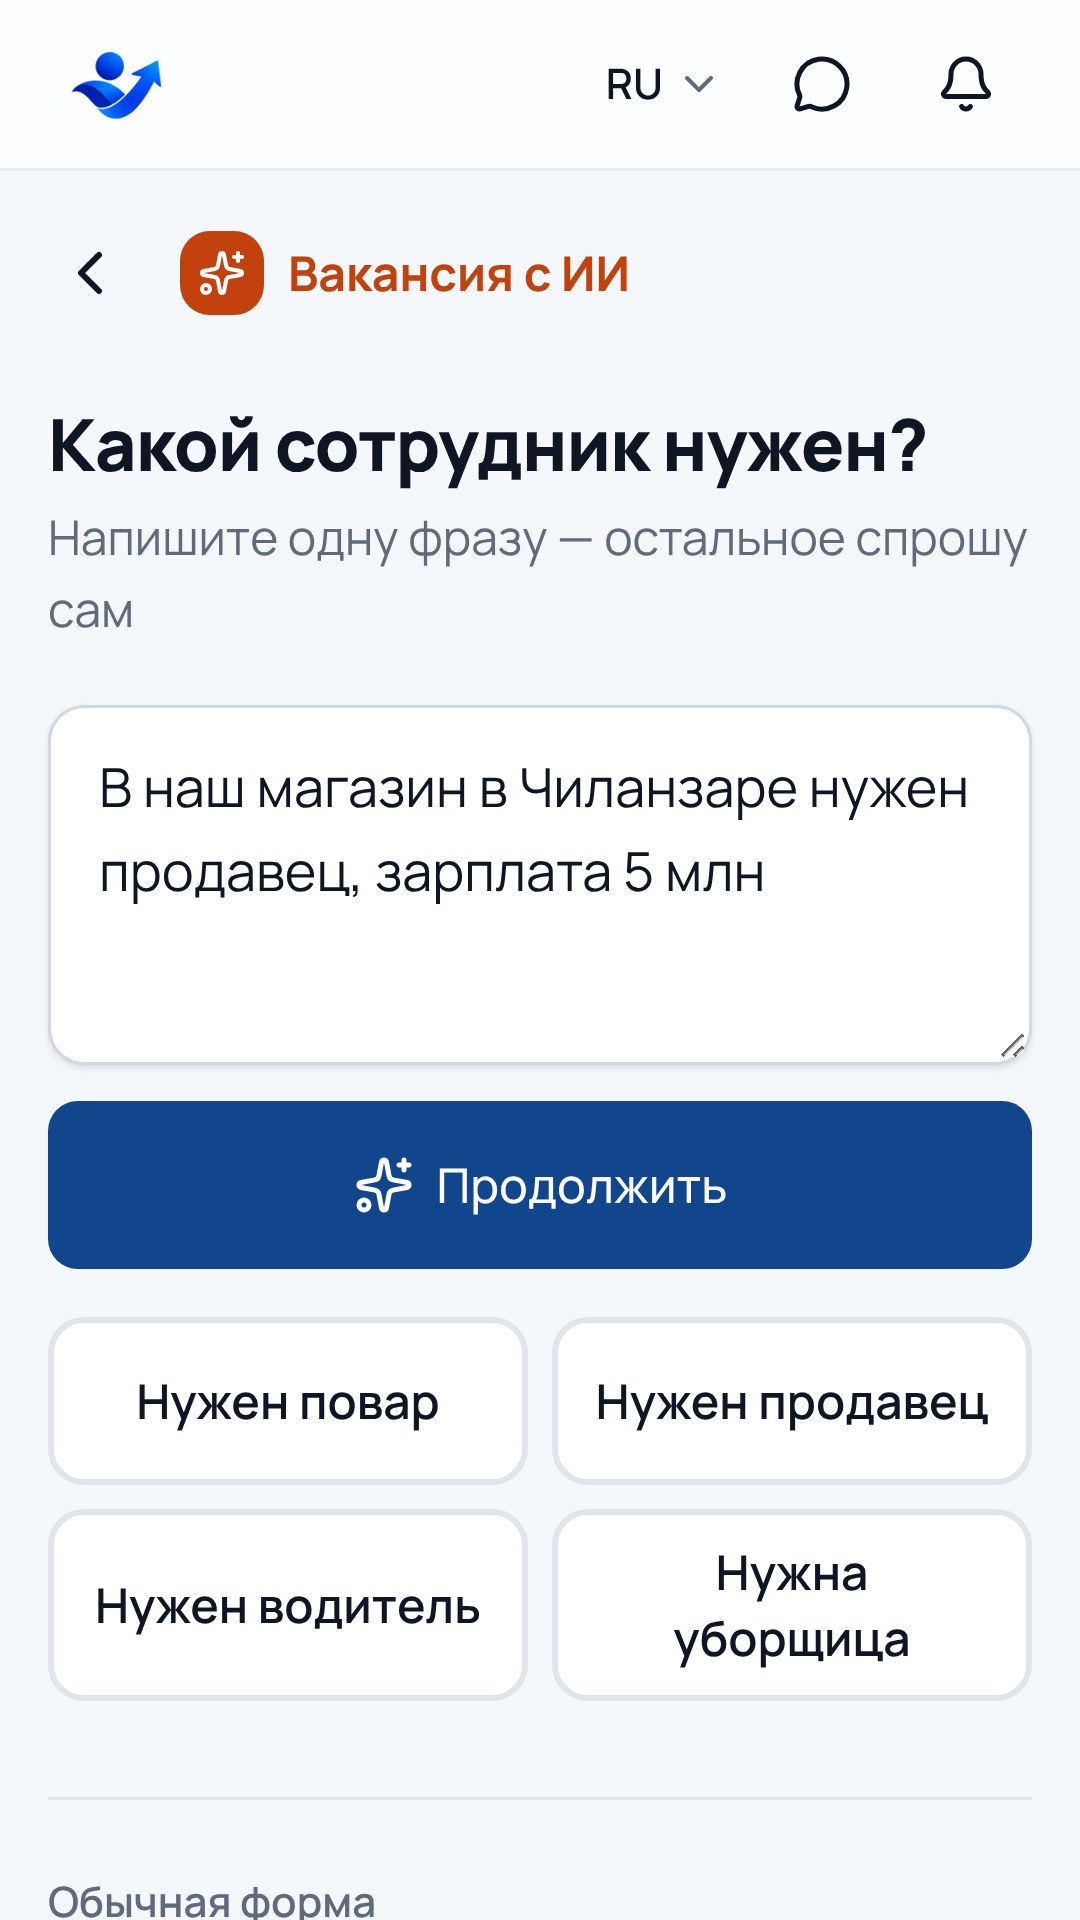 RU
Вакансия с ИИ
Какой сотрудник нужен?
Напишите одну фразу — остальное спрошу
сам
В наш магазин в Чиланзаре нужен
продавец, зарплата 5 млн
Продолжить
Нужен повар
Нужен продавец
Нужен водитель
Нужна
уборщица
Обычная форма